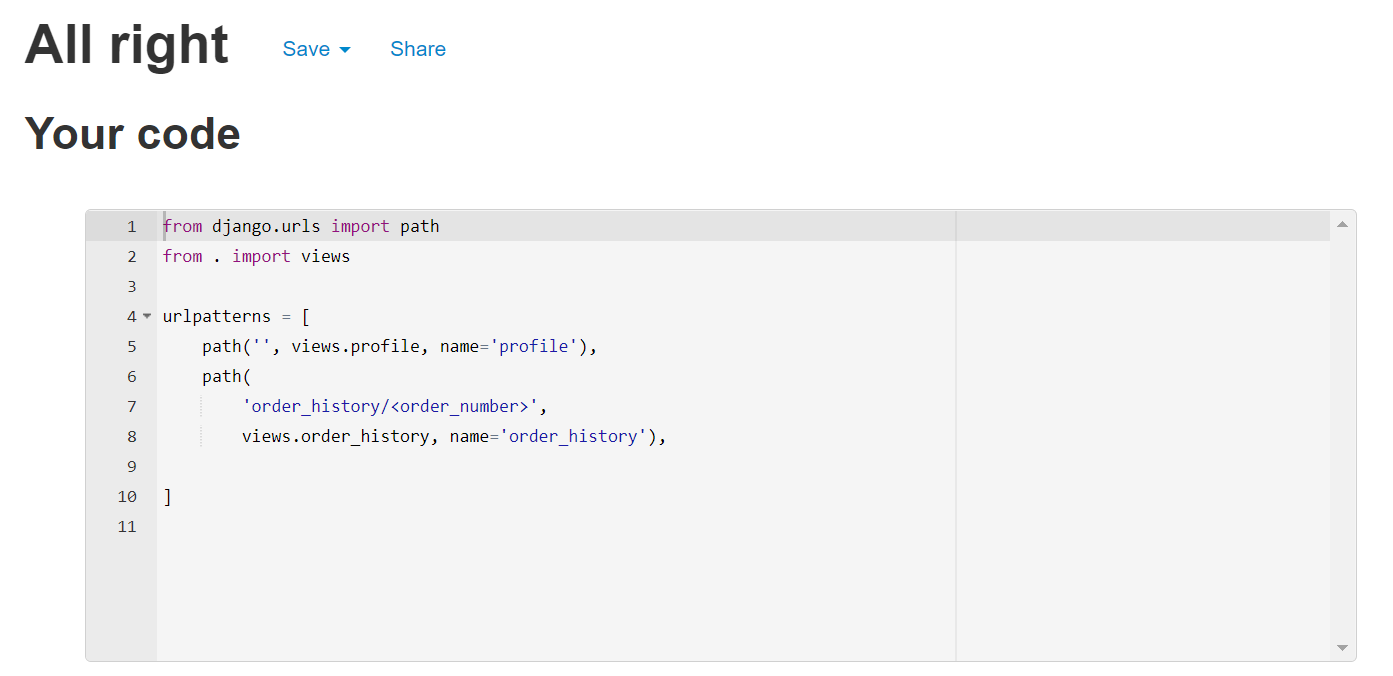 All right Save Share
Your code
1 from django.urls import path
2 from . import views
3
4 urlpatterns = [
5     path('', views.profile, name='profile'),
6     path(
7         'order_history/<order_number>',
8         views.order_history, name='order_history'),
9
10 ]
11